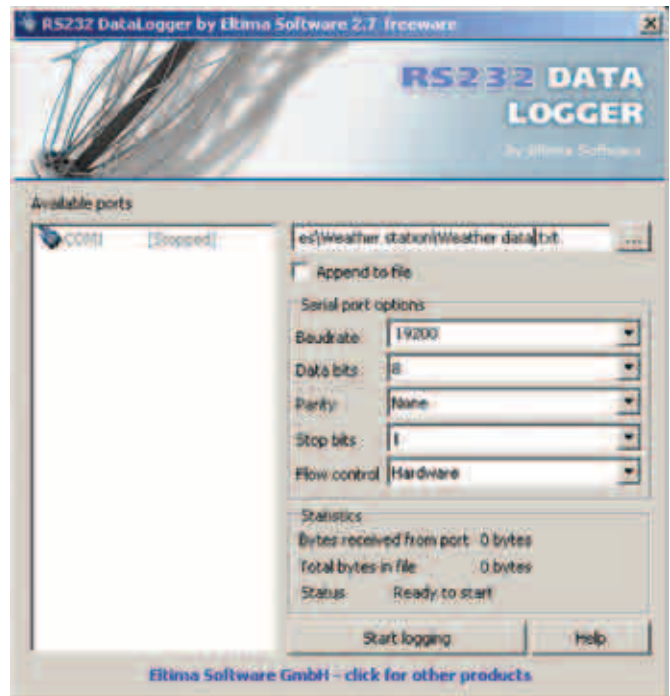 RS232 DataLogger by Eltima Software 2.7 freeware
RS232 DATA
LOGGER
by Eltima Software
Available ports
COM1 [Stopped]
es\Weather station\Weather data.txt
...
Append to file
Serial port options
Baudrate 19200
Data bits 8
Parity None
Stop bits 1
Flow control Hardware
Statistics
Bytes received from port 0 bytes
Total bytes in file 0 bytes
Status Ready to start
Start logging
Help
Eltima Software GmbH - click for other products